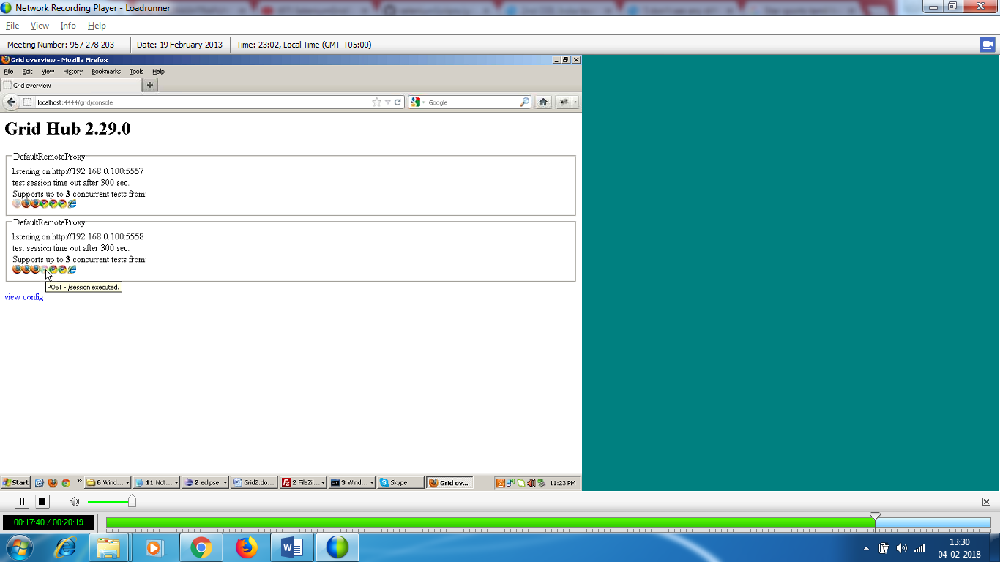 Network Recording Player - Loadrunner
File View Info Help
Meeting Number: 957 278 203 Date: 19 February 2013 Time: 23:02, Local Time (GMT +05:00)
Grid overview - Mozilla Firefox
File Edit View History Bookmarks Tools Help
Grid overview
localhost:4444/grid/console
Google
Grid Hub 2.29.0
DefaultRemoteProxy
listening on http://192.168.0.100:5557
test session time out after 300 sec.
Supports up to 3 concurrent tests from:
DefaultRemoteProxy
listening on http://192.168.0.100:5558
test session time out after 300 sec.
Supports up to 3 concurrent tests from:
POST - /session executed.
view config
Start » 6 Wind... 11 Not... 2 eclipse Grid2.do... 2 FileZil... 3 Wind... Skype Grid ov... 11:23 PM
00:17:40 / 00:20:19
13:30
04-02-2018